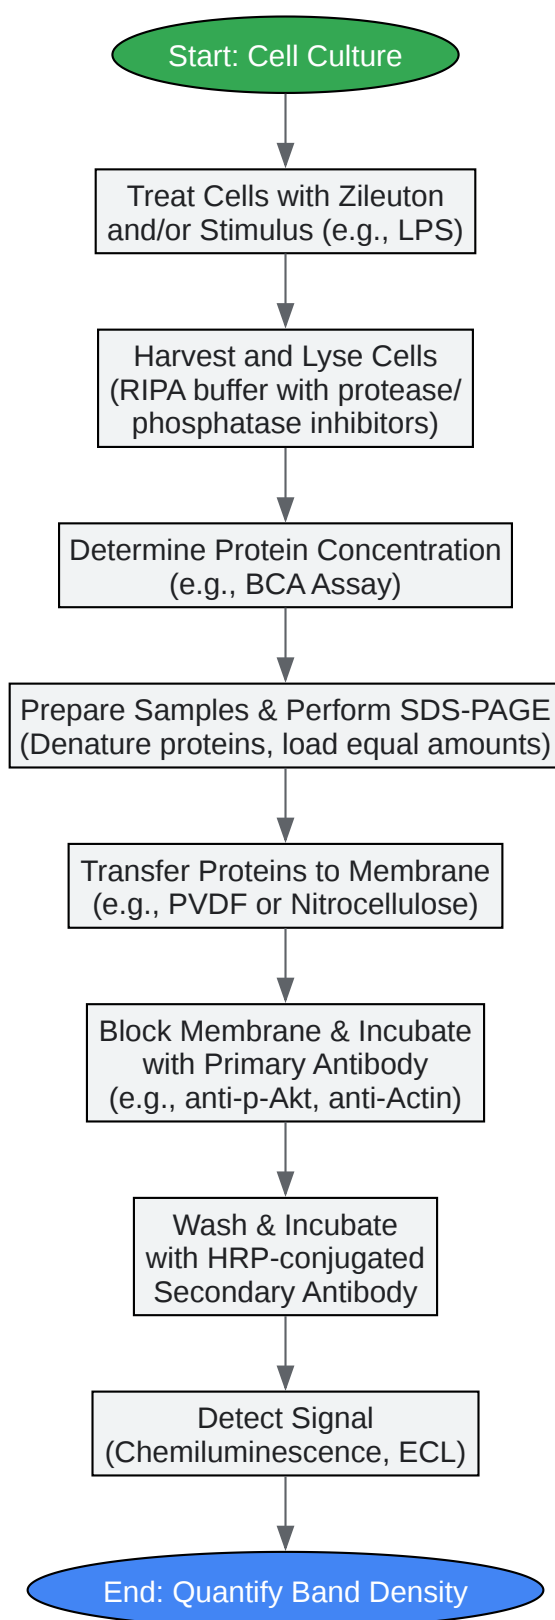 Start: Cell Culture
Treat Cells with Zileuton
and/or Stimulus (e.g., LPS)
Harvest and Lyse Cells
(RIPA buffer with protease/
phosphatase inhibitors)
Determine Protein Concentration
(e.g., BCA Assay)
Prepare Samples & Perform SDS-PAGE
(Denature proteins, load equal amounts)
Transfer Proteins to Membrane
(e.g., PVDF or Nitrocellulose)
Block Membrane & Incubate
with Primary Antibody
(e.g., anti-p-Akt, anti-Actin)
Wash & Incubate
with HRP-conjugated
Secondary Antibody
Detect Signal
(Chemiluminescence, ECL)
End: Quantify Band Density